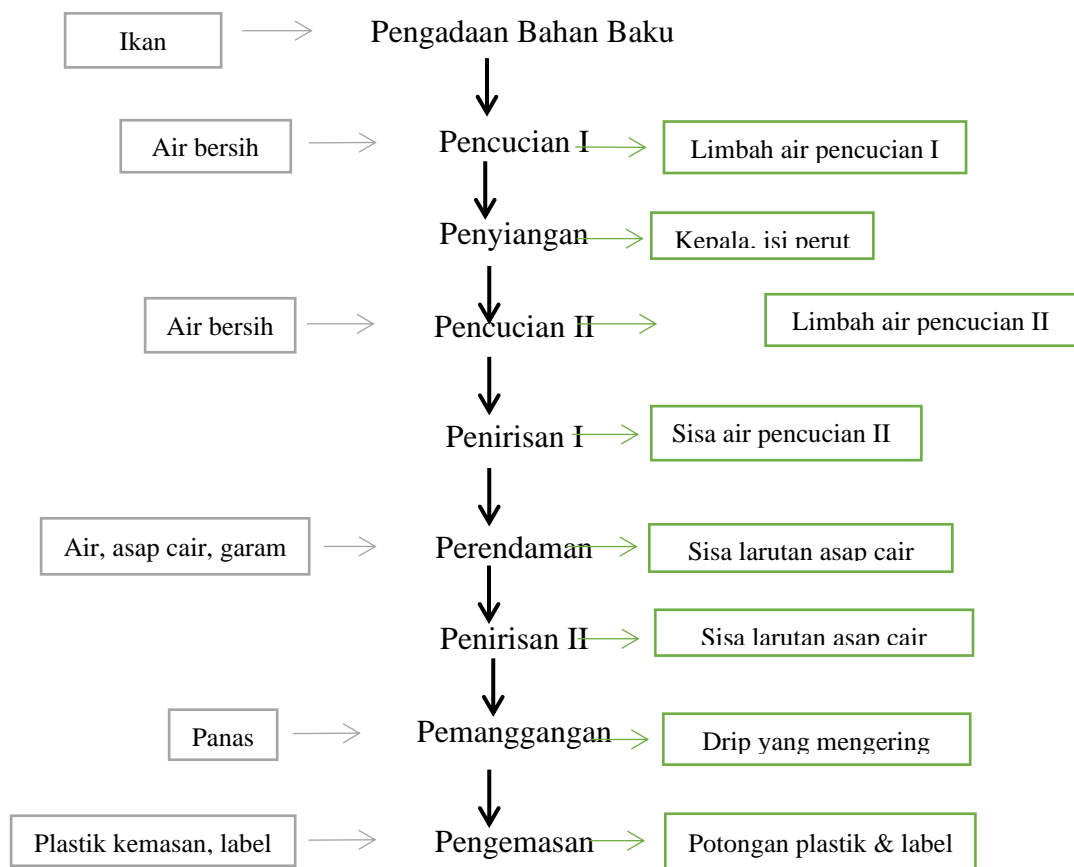 Ikan
Pengadaan Bahan Baku
Air bersih
Pencucian I
Limbah air pencucian I
Penyiangan
Kepala, isi perut
Air bersih
Pencucian II
Limbah air pencucian II
Penirisan I
Sisa air pencucian II
Air, asap cair, garam
Perendaman
Sisa larutan asap cair
Penirisan II
Sisa larutan asap cair
Panas
Pemanggangan
Drip yang mengering
Plastik kemasan, label
Pengemasan
Potongan plastik & label